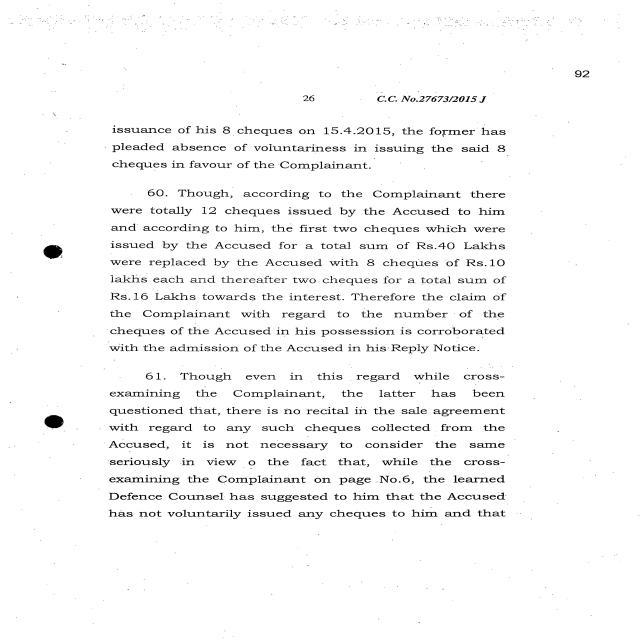 92
26 C.C. No.27673/2015 J
issuance of his 8 cheques on 15.4.2015, the former has
pleaded absence of voluntariness in issuing the said 8
cheques in favour of the Complainant.
60. Though, according to the Complainant there
were totally 12 cheques issued by the Accused to him
and according to him, the first two cheques which were
issued by the Accused for a total sum of Rs.40 Lakhs
were replaced by the Accused with 8 cheques of Rs.10
lakhs each and thereafter two cheques for a total sum of
Rs.16 Lakhs towards the interest. Therefore the claim of
the Complainant with regard to the number of the
cheques of the Accused in his possession is corroborated
with the admission of the Accused in his Reply Notice.
61. Though even in this regard while cross-
examining the Complainant, the latter has been
questioned that, there is no recital in the sale agreement
with regard to any such cheques collected from the
Accused, it is not necessary to consider the same
seriously in view o the fact that, while the cross-
examining the Complainant on page No.6, the learned
Defence Counsel has suggested to him that the Accused
has not voluntarily issued any cheques to him and that